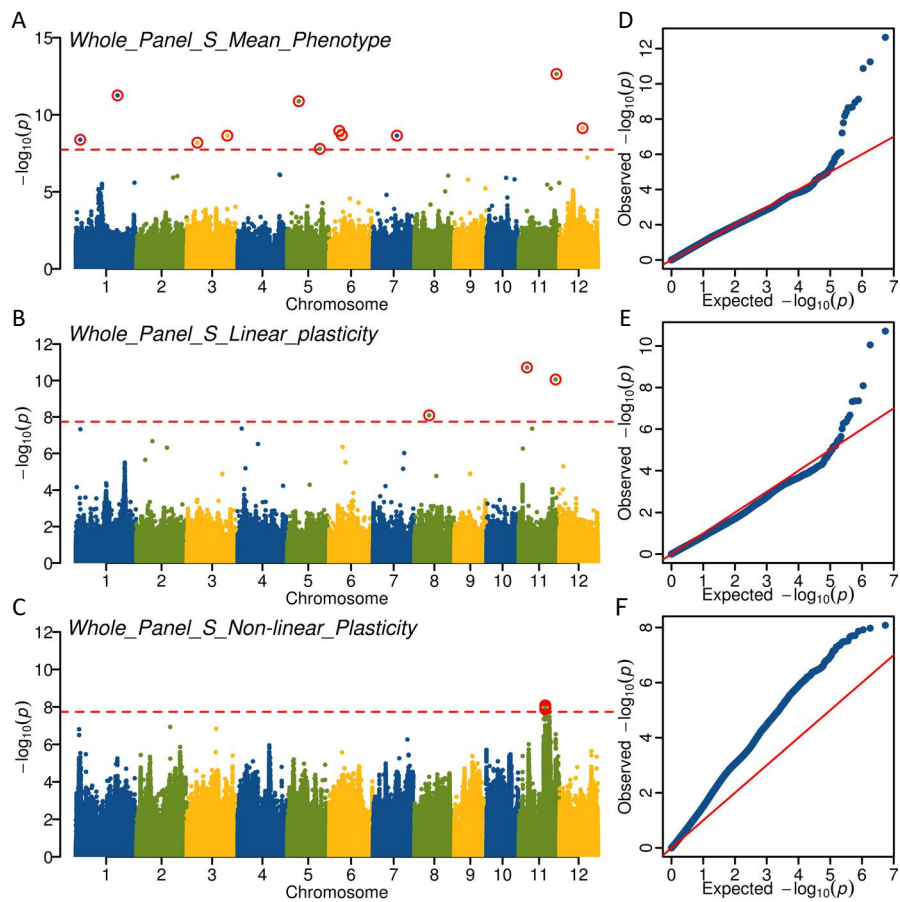 A
Whole_Panel_S_Mean_Phenotype
−log10(p)
15
10
5
0
1 2 3 4 5 6 7 8 9 10 11 12
Chromosome
D
Observed −log10(p)
12
10
8
6
4
2
0
0 1 2 3 4 5 6 7
Expected −log10(p)
B
Whole_Panel_S_Linear_plasticity
−log10(p)
12
10
8
6
4
2
0
1 2 3 4 5 6 7 8 9 10 11 12
Chromosome
E
Observed −log10(p)
10
8
6
4
2
0
0 1 2 3 4 5 6 7
Expected −log10(p)
C
Whole_Panel_S_Non-linear_Plasticity
−log10(p)
12
10
8
6
4
2
0
1 2 3 4 5 6 7 8 9 10 11 12
Chromosome
F
Observed −log10(p)
8
6
4
2
0
0 1 2 3 4 5 6 7
Expected −log10(p)